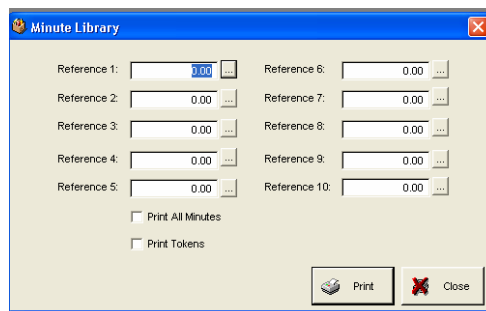 Minute Library
Reference 1: 0.00 ... Reference 6: 0.00 ...
Reference 2: 0.00 ... Reference 7: 0.00 ...
Reference 3: 0.00 ... Reference 8: 0.00 ...
Reference 4: 0.00 ... Reference 9: 0.00 ...
Reference 5: 0.00 ... Reference 10: 0.00 ...
Print All Minutes
Print Tokens
Print Close